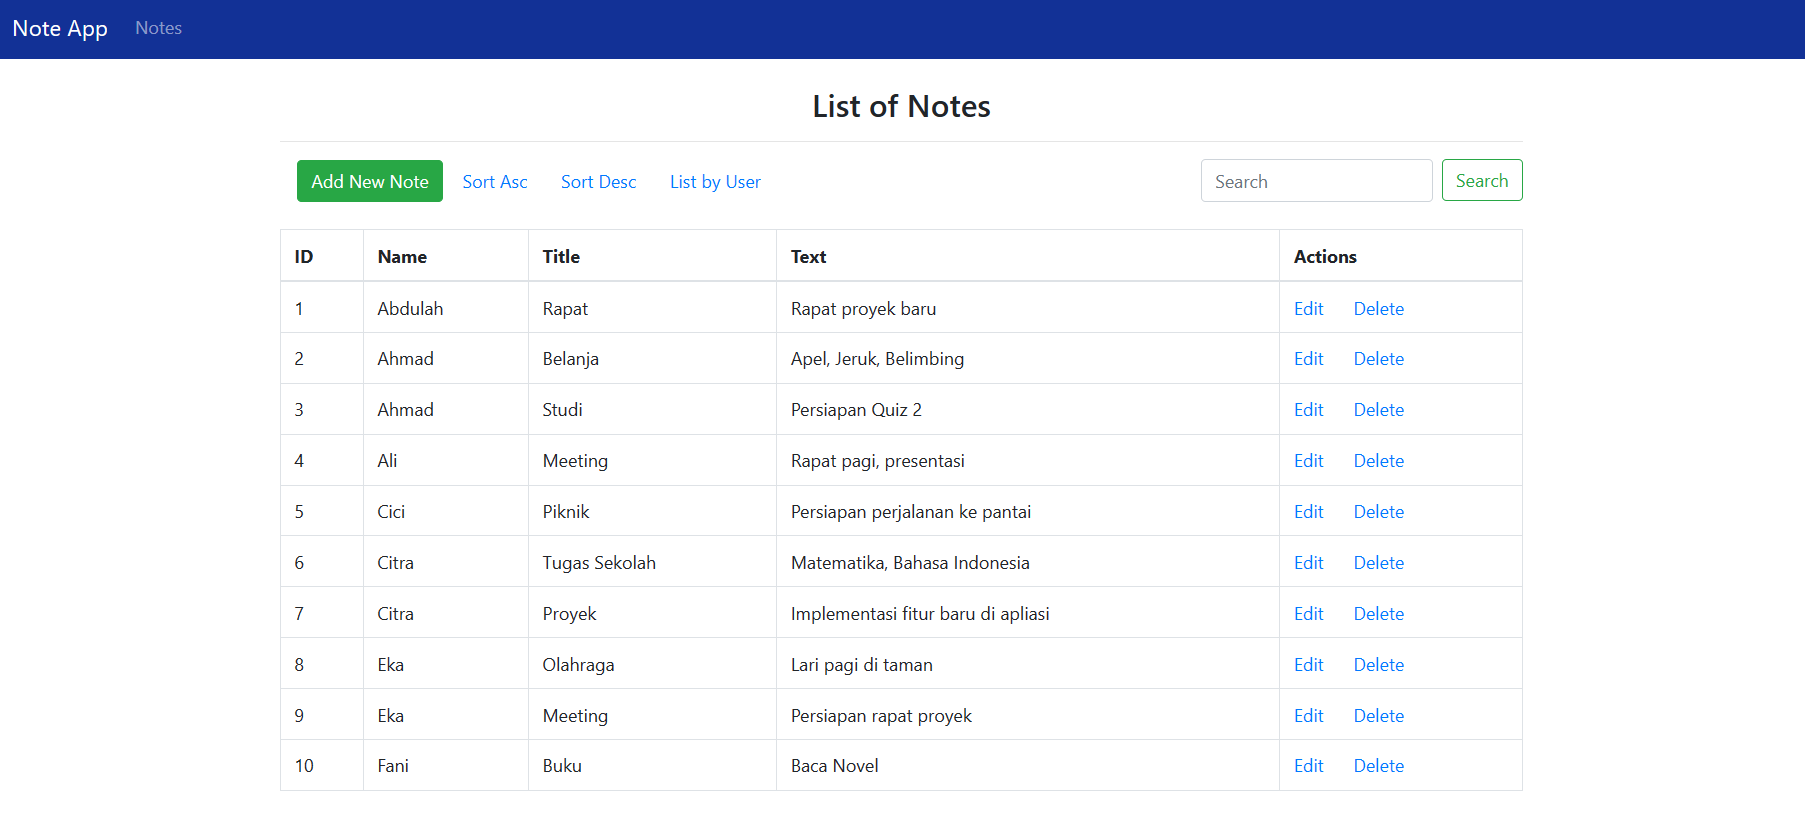 Note App Notes
List of Notes
Add New Note Sort Asc Sort Desc List by User Search Search
ID Name Title Text Actions
1 Abdulah Rapat Rapat proyek baru Edit Delete
2 Ahmad Belanja Apel, Jeruk, Belimbing Edit Delete
3 Ahmad Studi Persiapan Quiz 2 Edit Delete
4 Ali Meeting Rapat pagi, presentasi Edit Delete
5 Cici Piknik Persiapan perjalanan ke pantai Edit Delete
6 Citra Tugas Sekolah Matematika, Bahasa Indonesia Edit Delete
7 Citra Proyek Implementasi fitur baru di apliasi Edit Delete
8 Eka Olahraga Lari pagi di taman Edit Delete
9 Eka Meeting Persiapan rapat proyek Edit Delete
10 Fani Buku Baca Novel Edit Delete